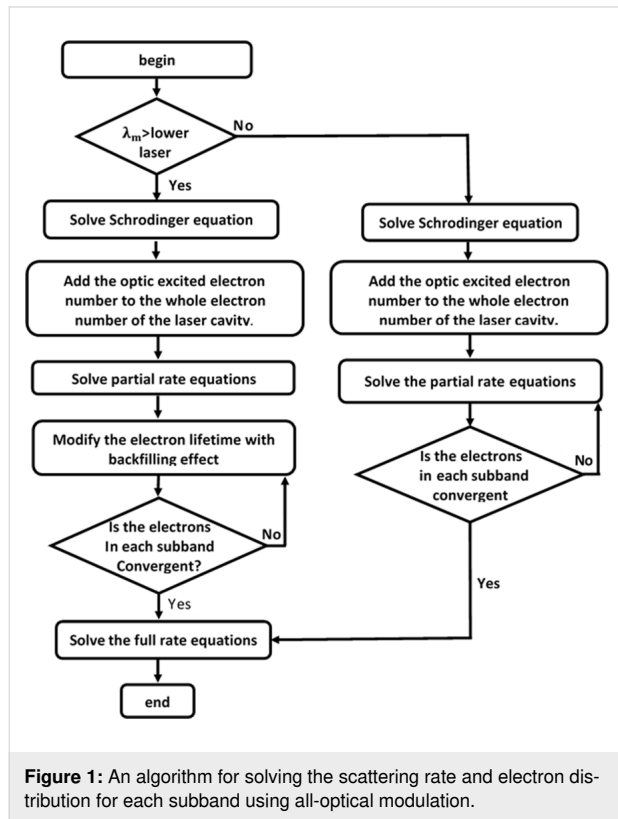 begin
λm>lower
laser
No
Yes
Solve Schrodinger equation
Add the optic excited electron
number to the whole electron
number of the laser cavity.
Solve partial rate equations
Modify the electron lifetime with
backfilling effect
Is the electrons
In each subband
Convergent?
No
Yes
Solve Schrodinger equation
Add the optic excited electron
number to the whole electron
number of the laser cavity.
Solve the partial rate equations
Is the electrons
in each subband
convergent
No
Yes
Solve the full rate equations
end
Figure 1: An algorithm for solving the scattering rate and electron dis-
tribution for each subband using all-optical modulation.